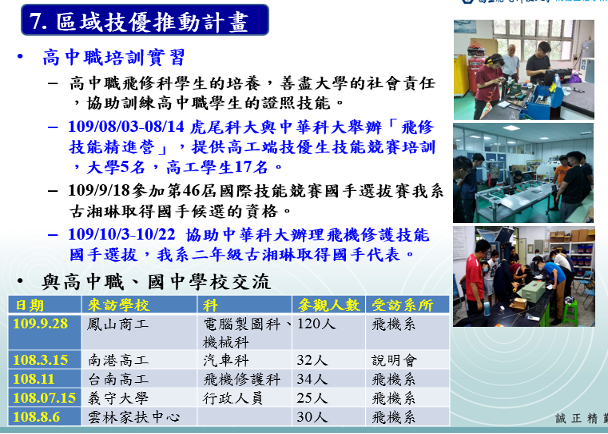 7. 區域技優推動計畫
• 高中職培訓實習
– 高中職飛修科學生的培養，善盡大學的社會責任
，協助訓練高中職學生的證照技能。
– 109/08/03-08/14 虎尾科大與中華科大舉辦「飛修
技能精進營」，提供高工端技優生技能競賽培訓
，大學5名，高工學生17名。
– 109/9/18參加第46屆國際技能競賽國手選拔賽我系
古湘琳取得國手候選的資格。
– 109/10/3-10/22 協助中華科大辦理飛機修護技能
國手選拔，我系二年級古湘琳取得國手代表。
• 與高中職、國中學校交流
日期 來訪學校 科 參觀人數 受訪系所
109.9.28 鳳山商工 電腦製圖科、 120人 飛機系
機械科
108.3.15 南港高工 汽車科 32人 說明會
108.11 台南高工 飛機修護科 34人 飛機系
108.07.15 義守大學 行政人員 25人 飛機系
108.8.6 雲林家扶中心 30人 飛機系
誠 正 精